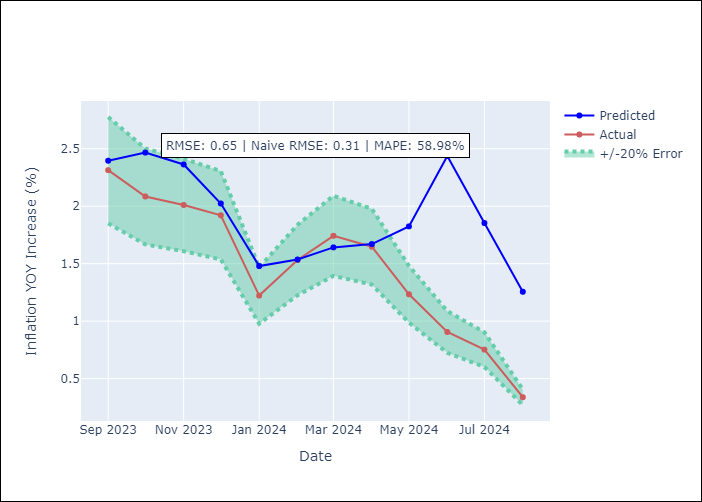 RMSE: 0.65 | Naive RMSE: 0.31 | MAPE: 58.98%
Predicted
Actual
+/-20% Error
Inflation YOY Increase (%)
2.5
2
1.5
1
0.5
Sep 2023
Nov 2023
Jan 2024
Mar 2024
May 2024
Jul 2024
Date